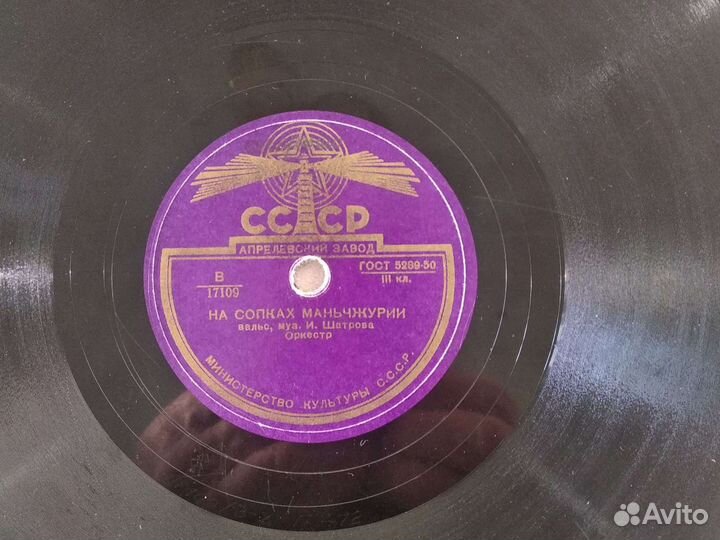 СССР
АПРЕЛЕВСКИЙ ЗАВОД
В
17109
ГОСТ 5289-50
III кл.
НА СОПКАХ МАНЬЧЖУРИИ
вальс, муз. И. Шатрова
Оркестр
МИНИСТЕРСТВО КУЛЬТУРЫ С.С.С.Р.
Avito